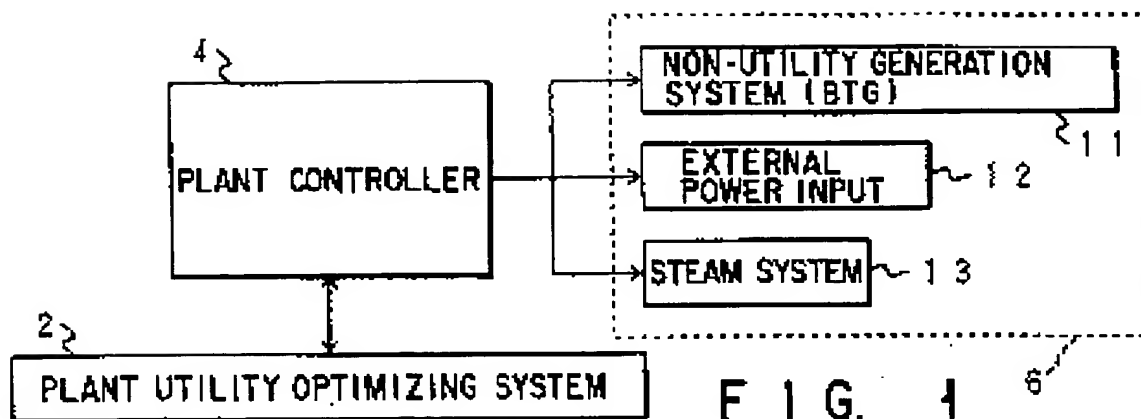 4
PLANT CONTROLLER
NON-UTILITY GENERATION
SYSTEM (BTG)
11
EXTERNAL
POWER INPUT
12
STEAM SYSTEM
13
2
PLANT UTILITY OPTIMIZING SYSTEM
FIG. 1
6